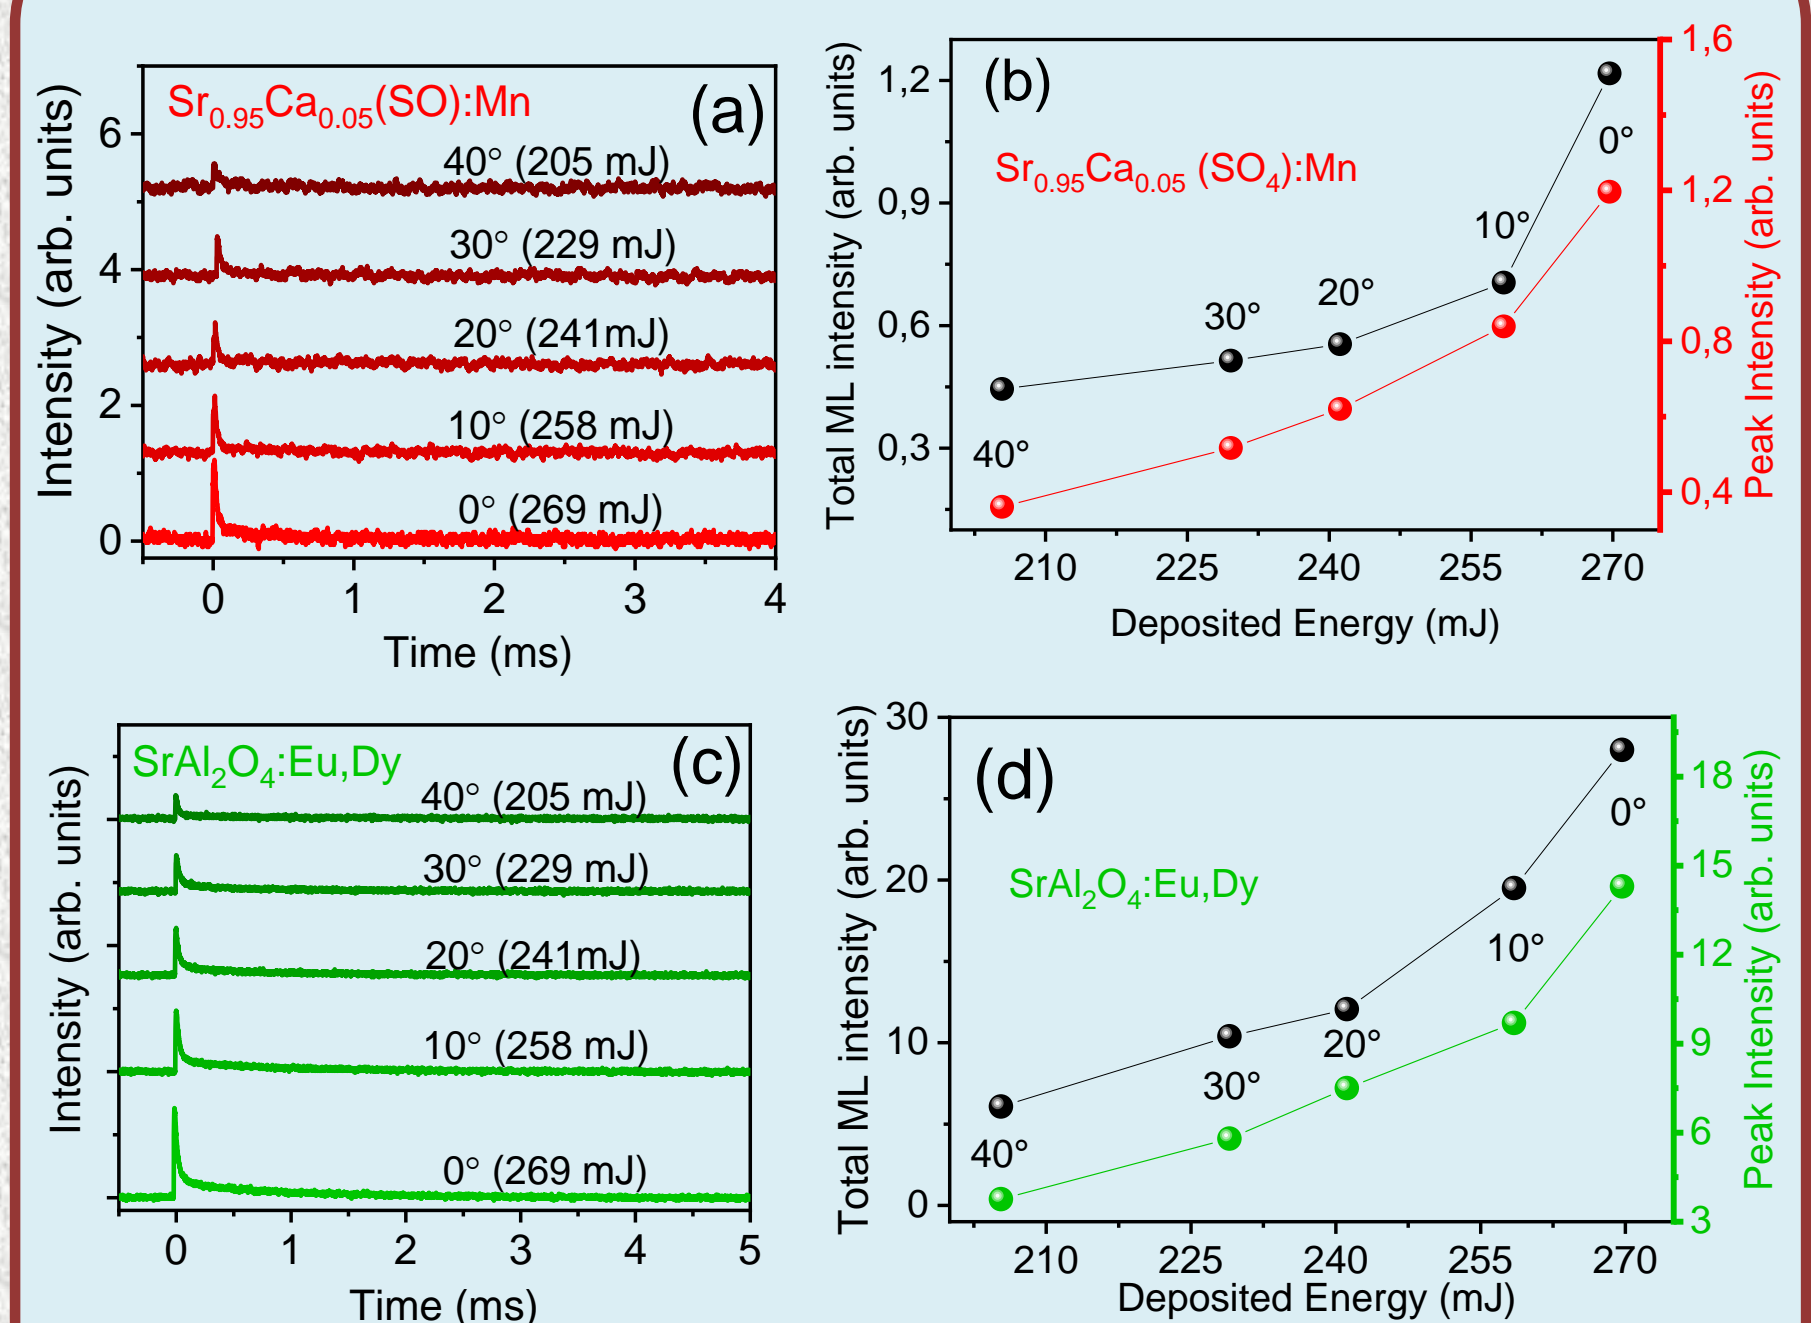 Sr0.95Ca0.05(SO):Mn
(a)
40° (205 mJ)
30° (229 mJ)
20° (241mJ)
10° (258 mJ)
0° (269 mJ)
Intensity (arb. units)
6
4
2
0
0 1 2 3 4
Time (ms)
(b)
Sr0.95Ca0.05 (SO4):Mn
Total ML intensity (arb. units)
1,2
0,9
0,6
0,3
40°
30°
20°
10°
0°
1,6
1,2
0,8
0,4
Peak Intensity (arb. units)
210 225 240 255 270
Deposited Energy (mJ)
SrAl2O4:Eu,Dy
(c)
40° (205 mJ)
30° (229 mJ)
20° (241mJ)
10° (258 mJ)
0° (269 mJ)
Intensity (arb. units)
0 1 2 3 4 5
Time (ms)
(d)
SrAl2O4:Eu,Dy
Total ML intensity (arb. units)
30
20
10
0
40°
30°
20°
10°
0°
18
15
12
9
6
3
Peak Intensity (arb. units)
210 225 240 255 270
Deposited Energy (mJ)